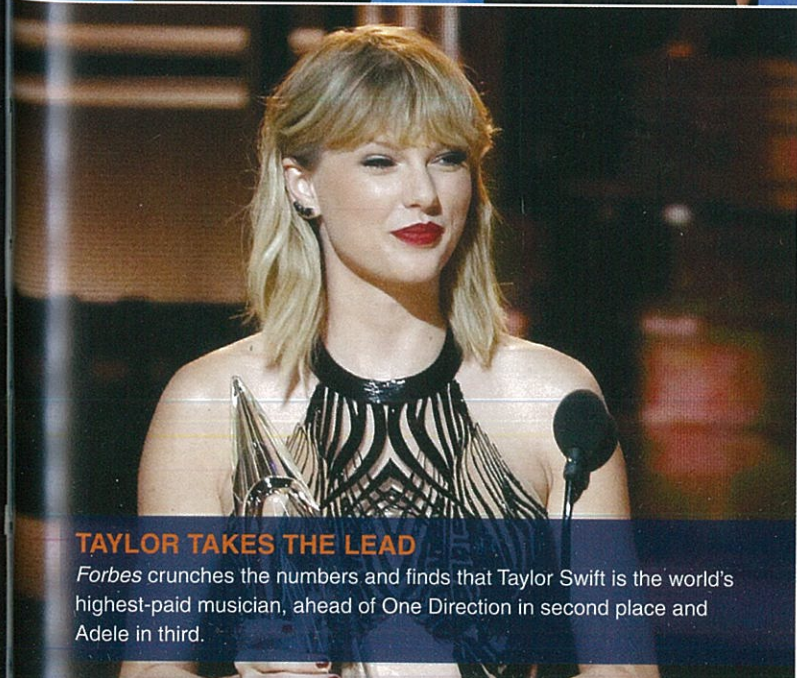 TAYLOR TAKES THE LEAD
Forbes crunches the numbers and finds that Taylor Swift is the world's
highest-paid musician, ahead of One Direction in second place and
Adele in third.